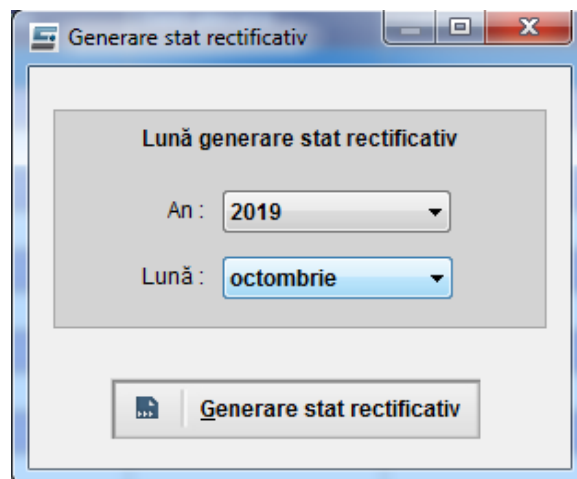 Generare stat rectificativ
Lună generare stat rectificativ
An : 2019
Lună : octombrie
Generare stat rectificativ